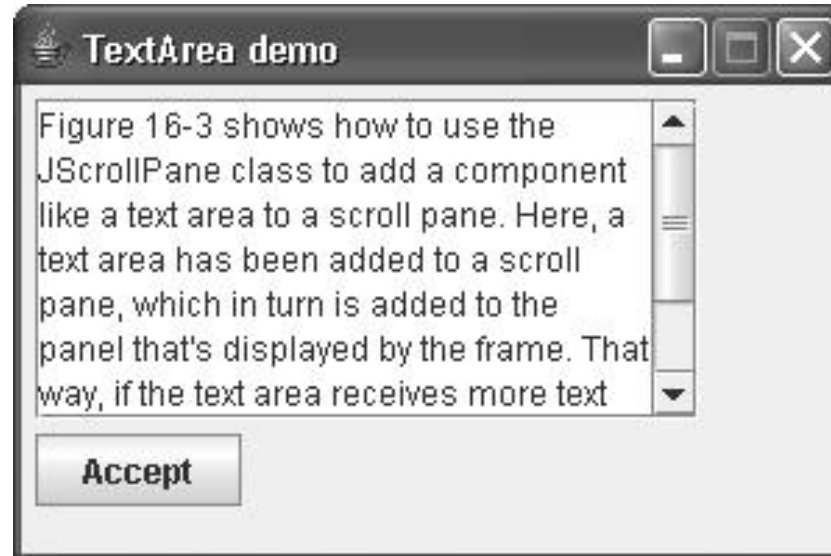 TextArea demo
Figure 16-3 shows how to use the
JScrollPane class to add a component
like a text area to a scroll pane. Here, a
text area has been added to a scroll
pane, which in turn is added to the
panel that's displayed by the frame. That
way, if the text area receives more text
Accept